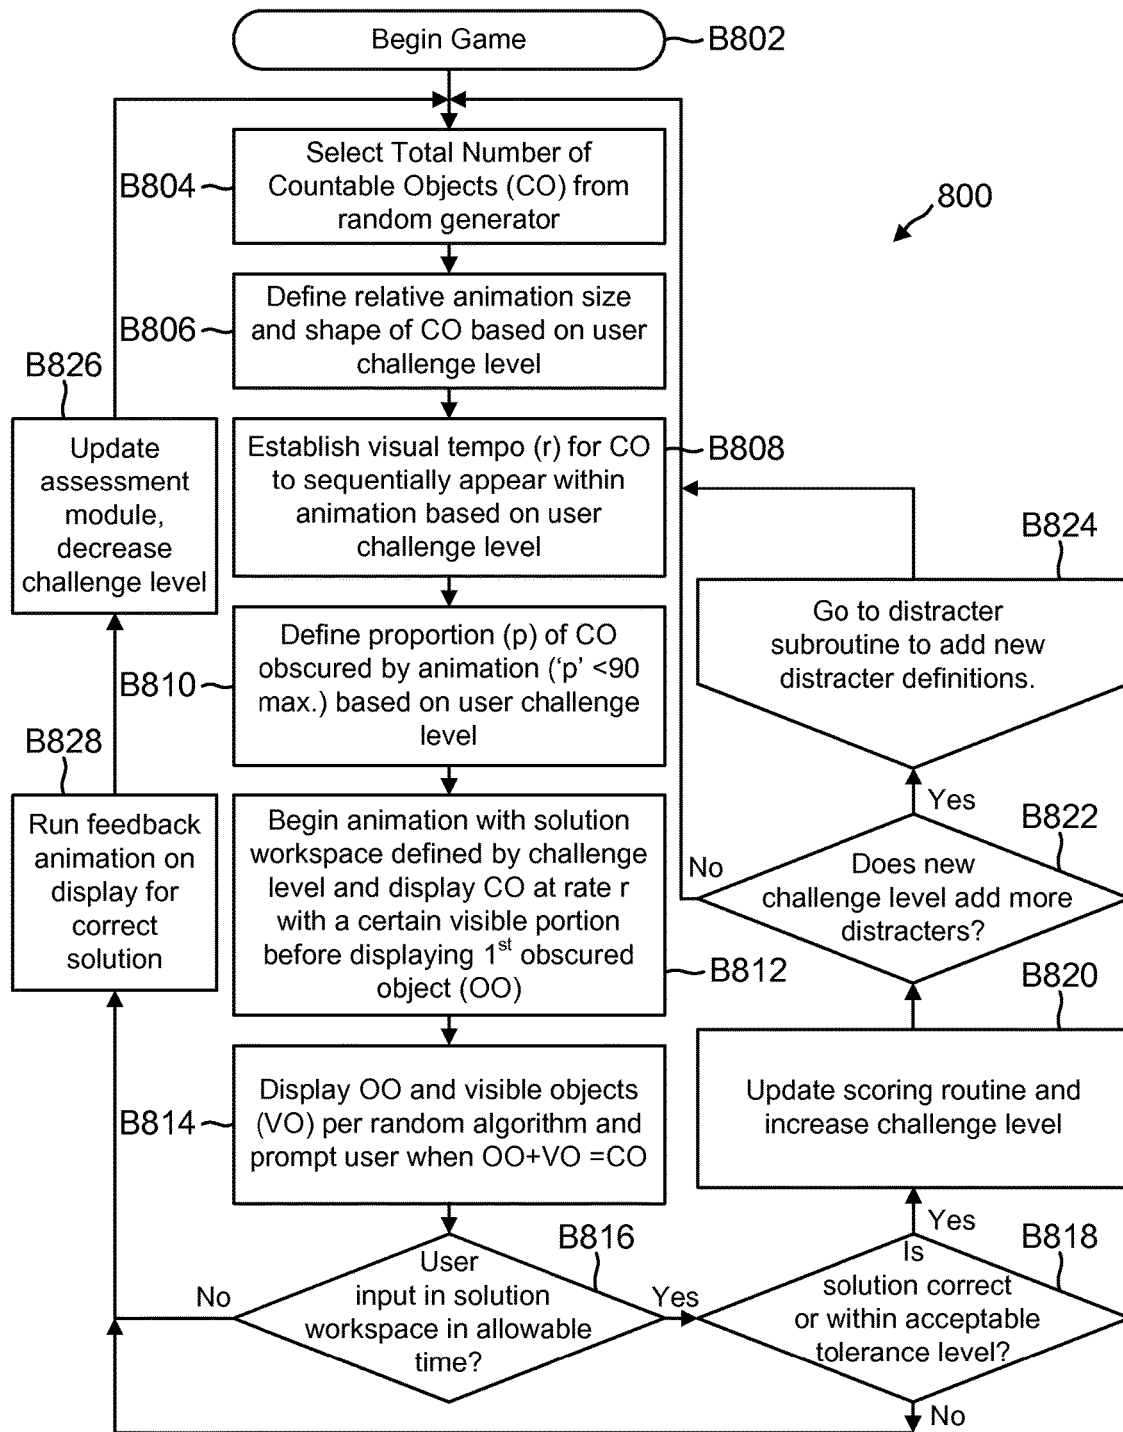 Begin Game
B802
Select Total Number of
Countable Objects (CO) from
random generator
B804
800
Define relative animation size
and shape of CO based on user
challenge level
B806
B826
Update
assessment
module,
decrease
challenge level
Establish visual tempo (r) for CO
to sequentially appear within
animation based on user
challenge level
B808
B824
Go to distracter
subroutine to add new
distracter definitions.
Define proportion (p) of CO
obscured by animation (‘p’ <90
max.) based on user challenge
level
B810
B828
Run feedback
animation on
display for
correct
solution
Begin animation with solution
workspace defined by challenge
level and display CO at rate r
with a certain visible portion
before displaying 1st obscured
object (OO)
B812
Yes
B822
No
Does new
challenge level add more
distracters?
B820
Update scoring routine and
increase challenge level
Display OO and visible objects
(VO) per random algorithm and
prompt user when OO+VO =CO
B814
B816
User
input in solution
workspace in allowable
time?
No
Yes
Yes
B818
Is
solution correct
or within acceptable
tolerance level?
No